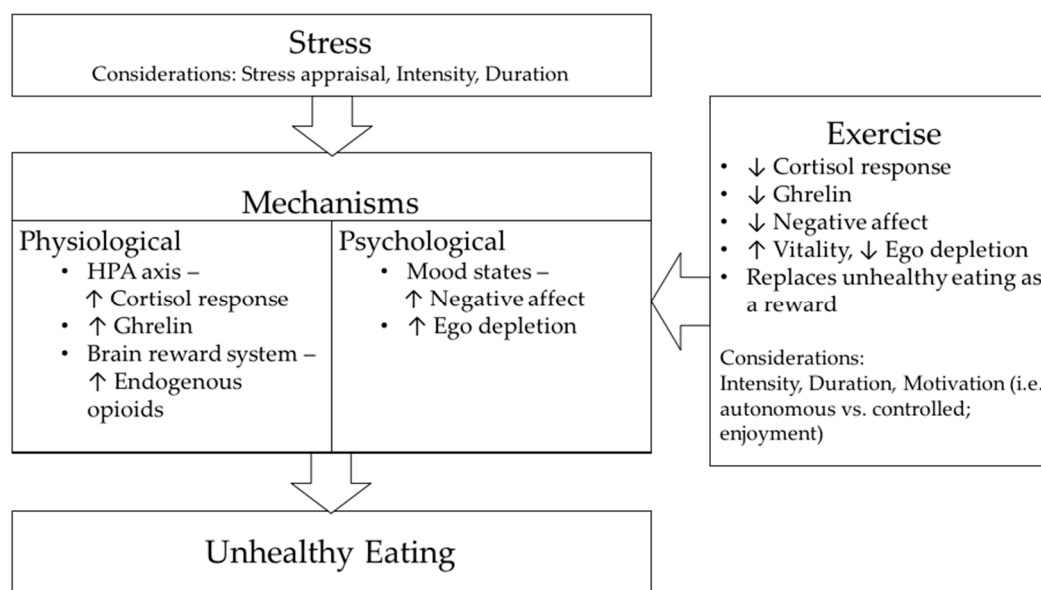 Stress
Considerations: Stress appraisal, Intensity, Duration
Mechanisms
Physiological
• HPA axis –
↑ Cortisol response
• ↑ Ghrelin
• Brain reward system –
↑ Endogenous
opioids
Psychological
• Mood states –
↑ Negative affect
• ↑ Ego depletion
Unhealthy Eating
Exercise
• ↓ Cortisol response
• ↓ Ghrelin
• ↓ Negative affect
• ↑ Vitality, ↓ Ego depletion
• Replaces unhealthy eating as
a reward
Considerations:
Intensity, Duration, Motivation (i.e.
autonomous vs. controlled;
enjoyment)